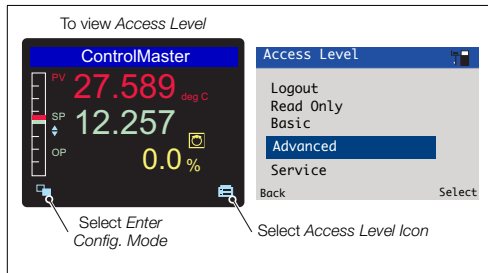 To view Access Level
ControlMaster
PV 27.589 deg C
SP 12.257
OP 0.0 %
Select Enter
Config. Mode
Select Access Level Icon
Access Level
Logout
Read Only
Basic
Advanced
Service
Back Select